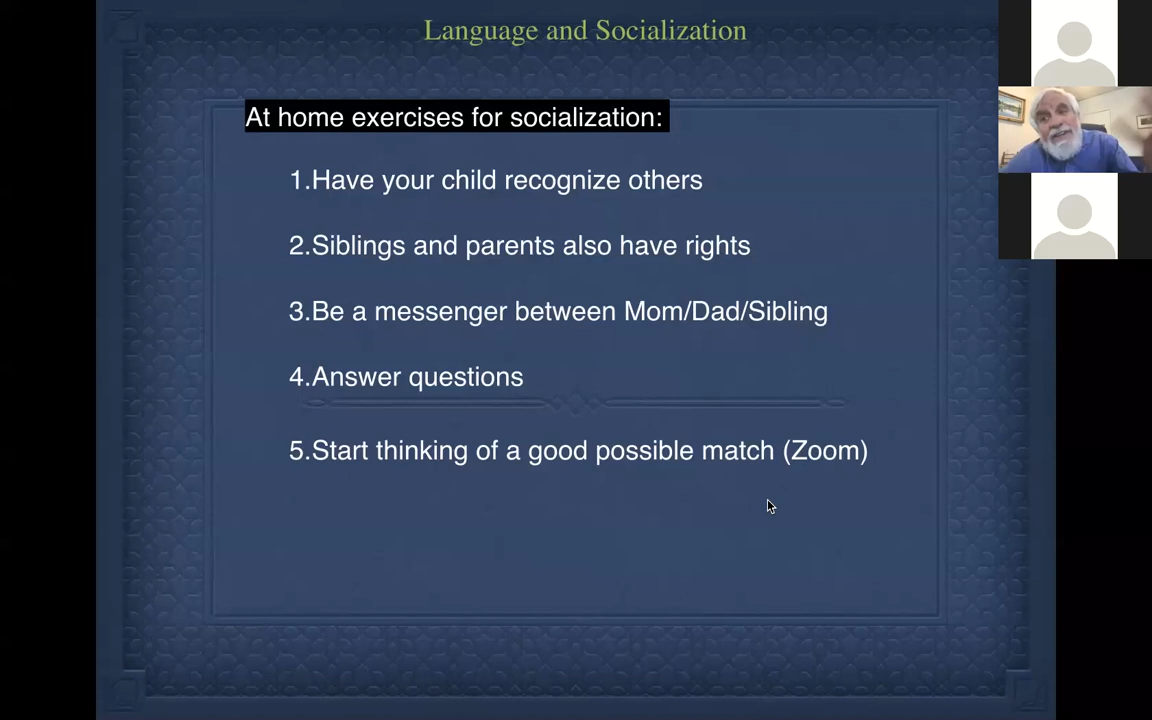 Language and Socialization
At home exercises for socialization:
1.Have your child recognize others
2.Siblings and parents also have rights
3.Be a messenger between Mom/Dad/Sibling
4.Answer questions
5.Start thinking of a good possible match (Zoom)